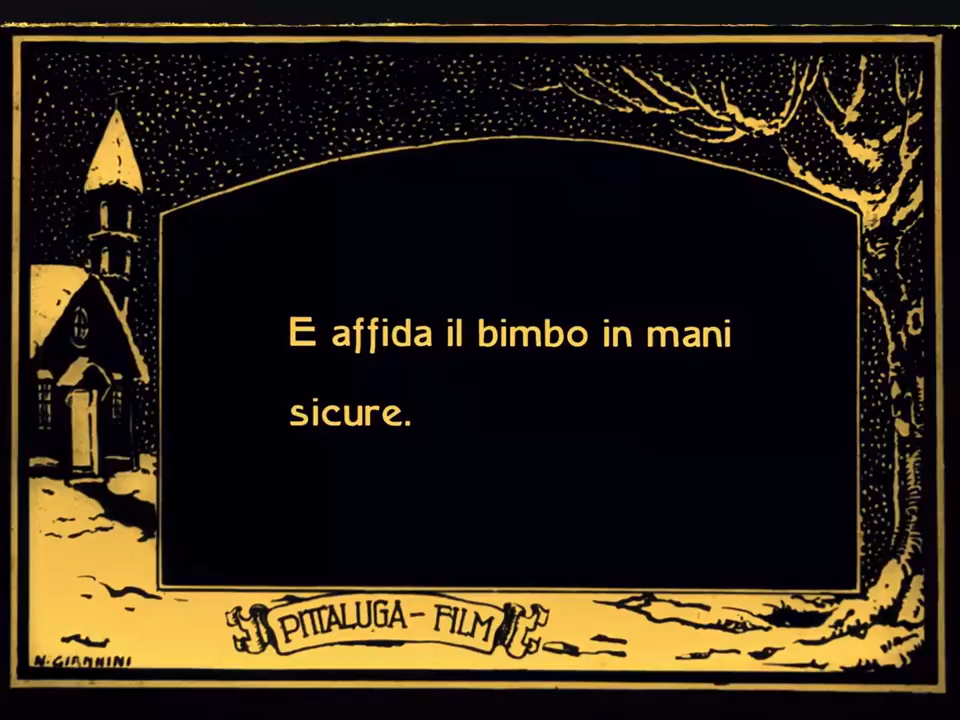 E affida il bimbo in mani
sicure.
PITTALUGA-FILM
N. GIANNINI